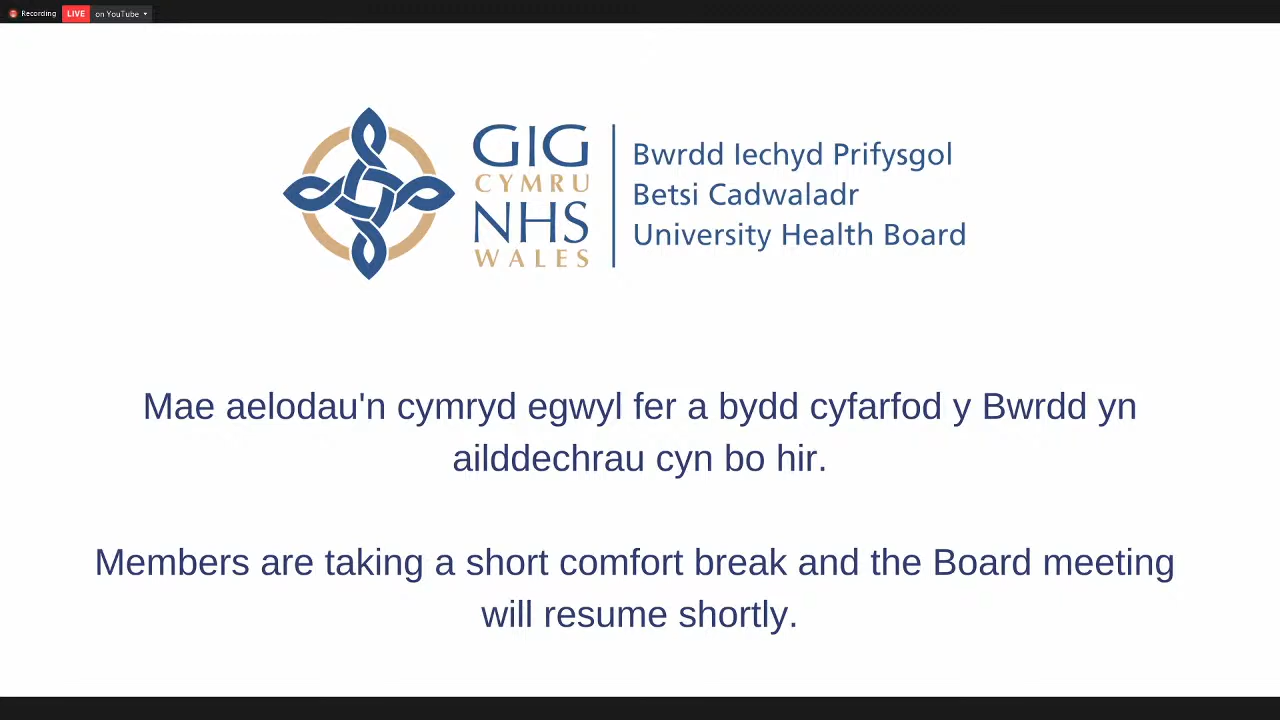 Recording LIVE on YouTube
GIG
CYMRU
NHS
WALES
Bwrdd Iechyd Prifysgol
Betsi Cadwaladr
University Health Board
Mae aelodau'n cymryd egwyl fer a bydd cyfarfod y Bwrdd yn
ailddechrau cyn bo hir.
Members are taking a short comfort break and the Board meeting
will resume shortly.